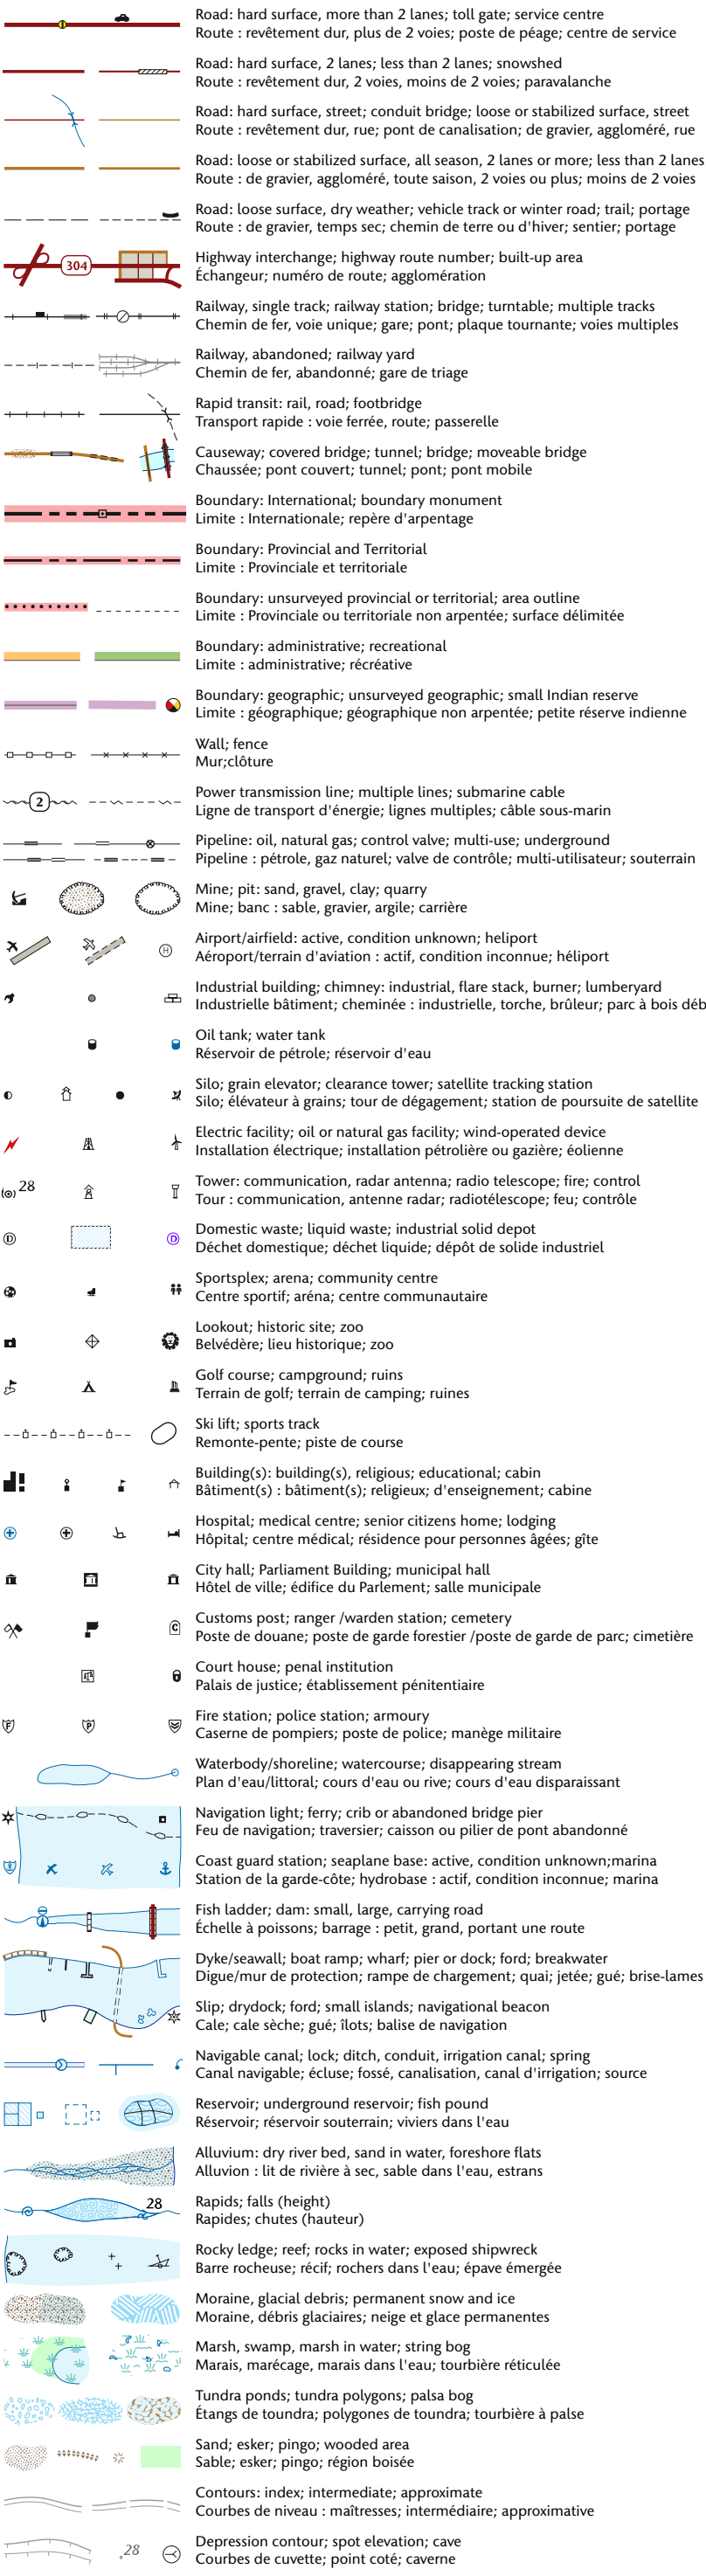 Road: hard surface, more than 2 lanes; toll gate; service centre
Route : revêtement dur, plus de 2 voies; poste de péage; centre de service
Road: hard surface, 2 lanes; less than 2 lanes; snowshed
Route : revêtement dur, 2 voies, moins de 2 voies; paravalanche
Road: hard surface, street; conduit bridge; loose or stabilized surface, street
Route : revêtement dur, rue; pont de canalisation; de gravier, aggloméré, rue
Road: loose or stabilized surface, all season, 2 lanes or more; less than 2 lanes
Route : de gravier, aggloméré, toute saison, 2 voies ou plus; moins de 2 voies
Road: loose surface, dry weather; vehicle track or winter road; trail; portage
Route : de gravier, temps sec; chemin de terre ou d'hiver; sentier; portage
304
Highway interchange; highway route number; built-up area
Échangeur; numéro de route; agglomération
Railway, single track; railway station; bridge; turntable; multiple tracks
Chemin de fer, voie unique; gare; pont; plaque tournante; voies multiples
Railway, abandoned; railway yard
Chemin de fer, abandonné; gare de triage
Rapid transit: rail, road; footbridge
Transport rapide : voie ferrée, route; passerelle
Causeway; covered bridge; tunnel; bridge; moveable bridge
Chaussée; pont couvert; tunnel; pont; pont mobile
Boundary: International; boundary monument
Limite : Internationale; repère d'arpentage
Boundary: Provincial and Territorial
Limite : Provinciale et territoriale
Boundary: unsurveyed provincial or territorial; area outline
Limite : Provinciale ou territoriale non arpentée; surface délimitée
Boundary: administrative; recreational
Limite : administrative; récréative
Boundary: geographic; unsurveyed geographic; small Indian reserve
Limite : géographique; géographique non arpentée; petite réserve indienne
Wall; fence
Mur;clôture
2
Power transmission line; multiple lines; submarine cable
Ligne de transport d'énergie; lignes multiples; câble sous-marin
Pipeline: oil, natural gas; control valve; multi-use; underground
Pipeline : pétrole, gaz naturel; valve de contrôle; multi-utilisateur; souterrain
Mine; pit: sand, gravel, clay; quarry
Mine; banc : sable, gravier, argile; carrière
H
Airport/airfield: active, condition unknown; heliport
Aéroport/terrain d'aviation : actif, condition inconnue; héliport
Industrial building; chimney: industrial, flare stack, burner; lumberyard
Industrielle bâtiment; cheminée : industrielle, torche, brûleur; parc à bois déb
Oil tank; water tank
Réservoir de pétrole; réservoir d'eau
Silo; grain elevator; clearance tower; satellite tracking station
Silo; élévateur à grains; tour de dégagement; station de poursuite de satellite
Electric facility; oil or natural gas facility; wind-operated device
Installation électrique; installation pétrolière ou gazière; éolienne
28
Tower: communication, radar antenna; radio telescope; fire; control
Tour : communication, antenne radar; radiotélescope; feu; contrôle
D
D
Domestic waste; liquid waste; industrial solid depot
Déchet domestique; déchet liquide; dépôt de solide industriel
Sportsplex; arena; community centre
Centre sportif; aréna; centre communautaire
Lookout; historic site; zoo
Belvédère; lieu historique; zoo
Golf course; campground; ruins
Terrain de golf; terrain de camping; ruines
Ski lift; sports track
Remonte-pente; piste de course
Building(s): building(s), religious; educational; cabin
Bâtiment(s) : bâtiment(s); religieux; d'enseignement; cabine
Hospital; medical centre; senior citizens home; lodging
Hôpital; centre médical; résidence pour personnes âgées; gîte
City hall; Parliament Building; municipal hall
Hôtel de ville; édifice du Parlement; salle municipale
C
Customs post; ranger /warden station; cemetery
Poste de douane; poste de garde forestier /poste de garde de parc; cimetière
Court house; penal institution
Palais de justice; établissement pénitentiaire
F
P
Fire station; police station; armoury
Caserne de pompiers; poste de police; manège militaire
Waterbody/shoreline; watercourse; disappearing stream
Plan d'eau/littoral; cours d'eau ou rive; cours d'eau disparaissant
Navigation light; ferry; crib or abandoned bridge pier
Feu de navigation; traversier; caisson ou pilier de pont abandonné
Coast guard station; seaplane base: active, condition unknown;marina
Station de la garde-côte; hydrobase : actif, condition inconnue; marina
Fish ladder; dam: small, large, carrying road
Échelle à poissons; barrage : petit, grand, portant une route
Dyke/seawall; boat ramp; wharf; pier or dock; ford; breakwater
Digue/mur de protection; rampe de chargement; quai; jetée; gué; brise-lames
Slip; drydock; ford; small islands; navigational beacon
Cale; cale sèche; gué; îlots; balise de navigation
Navigable canal; lock; ditch, conduit, irrigation canal; spring
Canal navigable; écluse; fossé, canalisation, canal d'irrigation; source
Reservoir; underground reservoir; fish pound
Réservoir; réservoir souterrain; viviers dans l'eau
Alluvium: dry river bed, sand in water, foreshore flats
Alluvion : lit de rivière à sec, sable dans l'eau, estrans
28
Rapids; falls (height)
Rapides; chutes (hauteur)
Rocky ledge; reef; rocks in water; exposed shipwreck
Barre rocheuse; récif; rochers dans l'eau; épave émergée
Moraine, glacial debris; permanent snow and ice
Moraine, débris glaciaires; neige et glace permanentes
Marsh, swamp, marsh in water; string bog
Marais, marécage, marais dans l'eau; tourbière réticulée
Tundra ponds; tundra polygons; palsa bog
Étangs de toundra; polygones de toundra; tourbière à palse
Sand; esker; pingo; wooded area
Sable; esker; pingo; région boisée
Contours: index; intermediate; approximate
Courbes de niveau : maîtresses; intermédiaire; approximative
28
Depression contour; spot elevation; cave
Courbes de cuvette; point coté; caverne